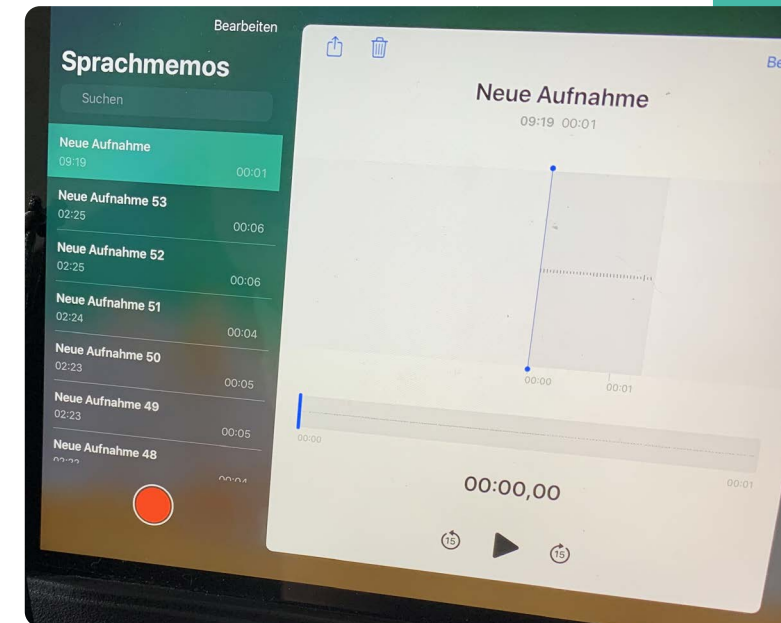 Bearbeiten
Sprachmemos
Suchen
Neue Aufnahme
09:19
00:01
Neue Aufnahme 53
02:25
00:06
Neue Aufnahme 52
02:25
00:06
Neue Aufnahme 51
02:24
00:04
Neue Aufnahme 50
02:23
00:05
Neue Aufnahme 49
02:23
00:05
Neue Aufnahme 48
Neue Aufnahme
09:19 00:01
00:00
00:01
00:00
00:01
00:00,00
15
15